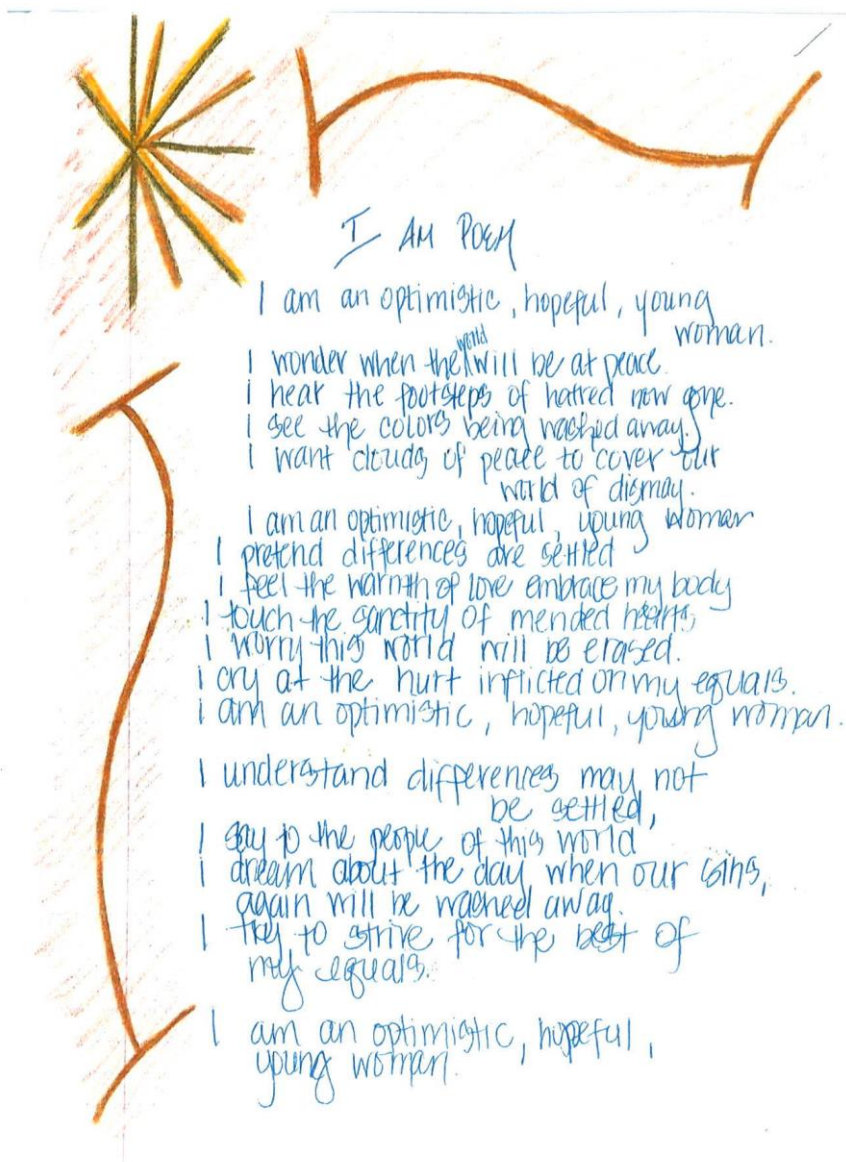 I AM POEM
I am an optimistic, hopeful, young
woman.
I wonder when the world will be at peace.
I hear the footsteps of hatred now gone.
I see the colors being washed away.
I want clouds of peace to cover our
world of dismay.
I am an optimistic, hopeful, young woman
I pretend differences are settled
I feel the warmth of love embrace my body
I touch the sanctity of mended hearts,
I worry this world will be erased.
I cry at the hurt inflicted on my equals.
I am an optimistic, hopeful, young woman.
I understand differences may not
be settled,
I say to the people of this world
I dream about the day when our sins,
again will be washed away.
I try to strive for the best of
my equals.
I am an optimistic, hopeful,
young woman.